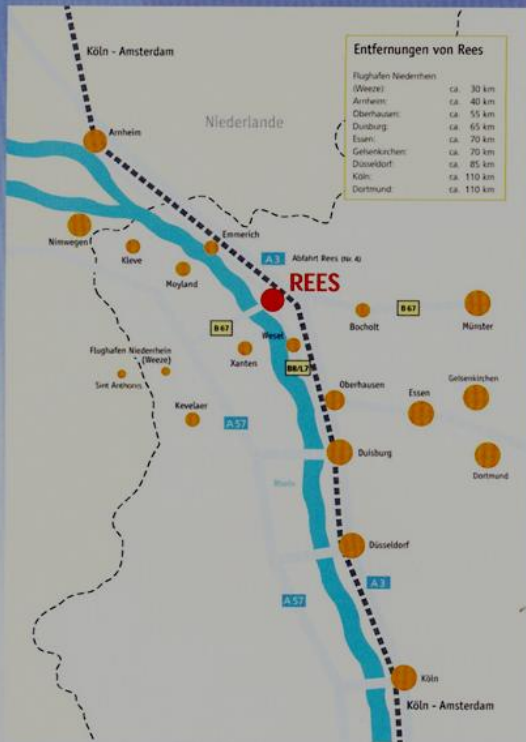 Köln - Amsterdam
Entfernungen von Rees
Flughafen Niederrhein
(Weeze): ca. 30 km
Arnheim: ca. 40 km
Oberhausen: ca. 55 km
Duisburg: ca. 65 km
Essen: ca. 70 km
Gelsenkirchen: ca. 70 km
Düsseldorf: ca. 85 km
Köln: ca. 110 km
Dortmund: ca. 110 km
Niederlande
Arnheim
Nimwegen
Kleve
Emmerich
Moyland
A3 Abfahrt Rees (Nr. 4)
REES
B67
Bocholt
B67
Münster
Wesel
Xanten
B8/L7
Flughafen Niederrhein
(Weeze)
Sint Anthonis
Kevelaer
A57
Oberhausen
Essen
Gelsenkirchen
Duisburg
Dortmund
Rhein
Düsseldorf
A3
A57
Köln
Köln - Amsterdam